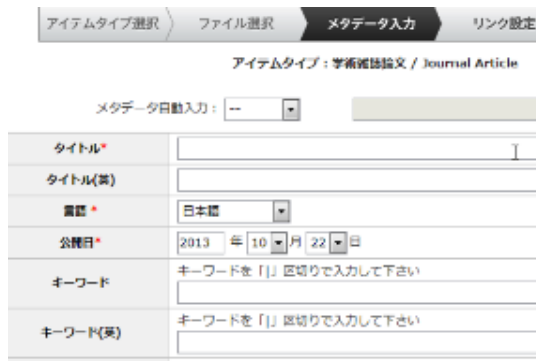 アイテムタイプ選択 ファイル選択 メタデータ入力 リンク設定
アイテムタイプ：学術雑誌論文 / Journal Article
メタデータ自動入力： --
タイトル*
タイトル(英)
言語 * 日本語
公開日* 2013 年 10 月 22 日
キーワードを「|」区切りで入力して下さい
キーワード
キーワードを「|」区切りで入力して下さい
キーワード(英)